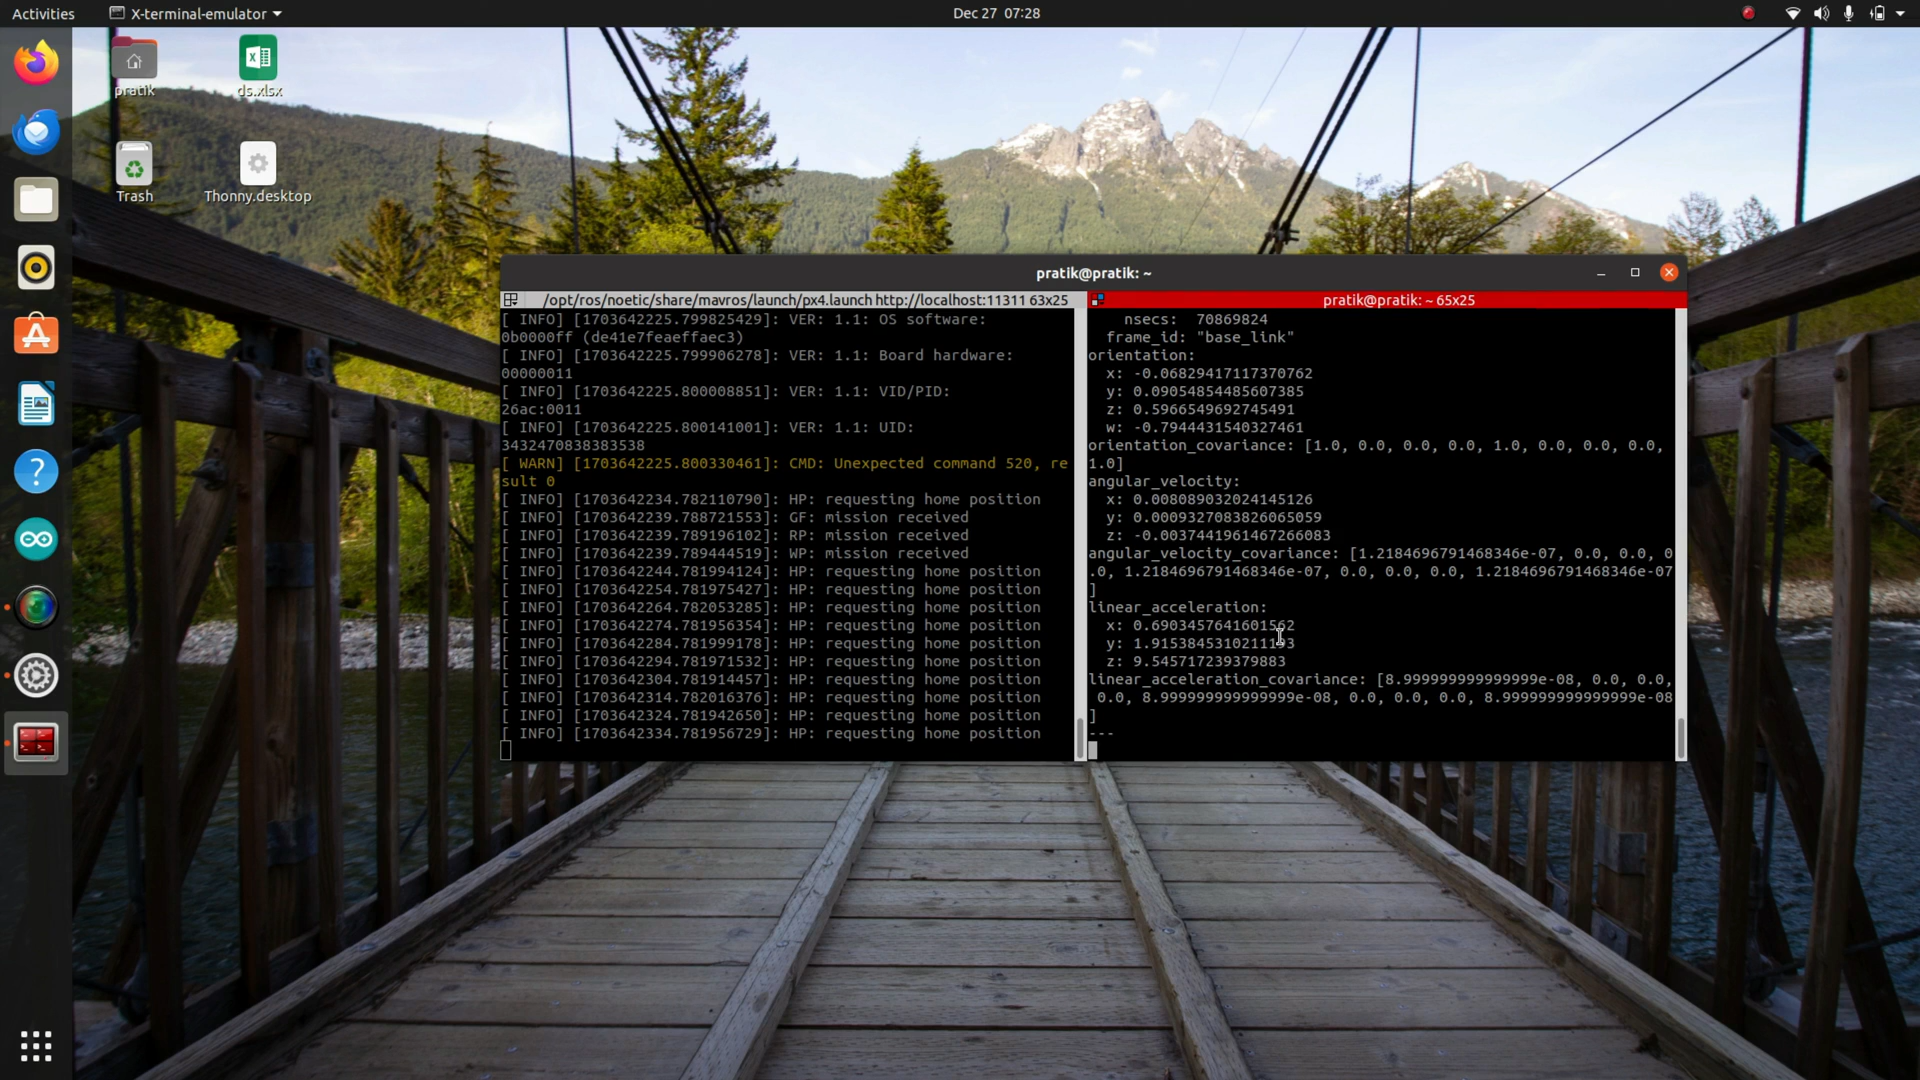 Activities
X-terminal-emulator
Dec 27 07:28
pratik
ds.xlsx
Trash
Thonny.desktop
pratik@pratik: ~
/opt/ros/noetic/share/mavros/launch/px4.launch http://localhost:11311 63x25
[ INFO] [1703642225.799825429]: VER: 1.1: OS software:
0b0000ff (de41e7feaeffaec3)
[ INFO] [1703642225.799906278]: VER: 1.1: Board hardware:
00000011
[ INFO] [1703642225.800008851]: VER: 1.1: VID/PID:
26ac:0011
[ INFO] [1703642225.800141001]: VER: 1.1: UID:
3432470838383538
[ WARN] [1703642225.800330461]: CMD: Unexpected command 520, re
sult 0
[ INFO] [1703642234.782110790]: HP: requesting home position
[ INFO] [1703642239.788721553]: GF: mission received
[ INFO] [1703642239.789196102]: RP: mission received
[ INFO] [1703642239.789444519]: WP: mission received
[ INFO] [1703642244.781994124]: HP: requesting home position
[ INFO] [1703642254.781975427]: HP: requesting home position
[ INFO] [1703642264.782053285]: HP: requesting home position
[ INFO] [1703642274.781956354]: HP: requesting home position
[ INFO] [1703642284.781999178]: HP: requesting home position
[ INFO] [1703642294.781971532]: HP: requesting home position
[ INFO] [1703642304.781914457]: HP: requesting home position
[ INFO] [1703642314.782016376]: HP: requesting home position
[ INFO] [1703642324.781942650]: HP: requesting home position
[ INFO] [1703642334.781956729]: HP: requesting home position
pratik@pratik: ~ 65x25
nsecs:  70869824
frame_id: "base_link"
orientation:
x: -0.06829417117370762
y: 0.09054854485607385
z: 0.5966549692745491
w: -0.7944431540327461
orientation_covariance: [1.0, 0.0, 0.0, 0.0, 1.0, 0.0, 0.0, 0.0,
1.0]
angular_velocity:
x: 0.008089032024145126
y: 0.0009327083826065059
z: -0.0037441961467266083
angular_velocity_covariance: [1.2184696791468346e-07, 0.0, 0.0, 0
.0, 1.2184696791468346e-07, 0.0, 0.0, 0.0, 1.2184696791468346e-07
]
linear_acceleration:
x: 0.6903457641601562
y: 1.9153845310211193
z: 9.545717239379883
linear_acceleration_covariance: [8.999999999999999e-08, 0.0, 0.0,
0.0, 8.999999999999999e-08, 0.0, 0.0, 0.0, 8.999999999999999e-08
]
---